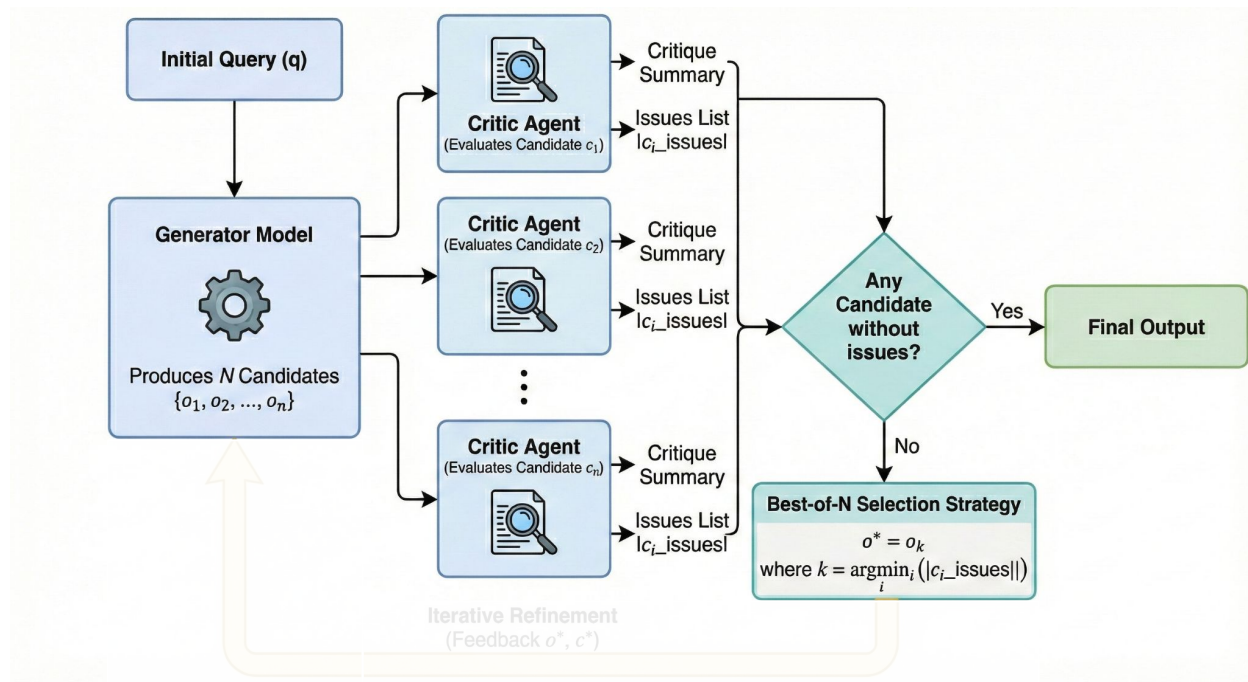 Initial Query (q)
Generator Model
Produces N Candidates
{o₁, o₂, ..., oₙ}
Critic Agent
(Evaluates Candidate c₁)
Critique
Summary
Issues List
|cᵢ_issues|
Critic Agent
(Evaluates Candidate c₂)
Critique
Summary
Issues List
|cᵢ_issues|
Critic Agent
(Evaluates Candidate cₙ)
Critique
Summary
Issues List
|cᵢ_issues|
Any
Candidate
without
issues?
Yes
Final Output
No
Best-of-N Selection Strategy
o* = oₖ
where k = argminᵢ (|cᵢ_issues||)
i
Iterative Refinement
(Feedback o*, c*)